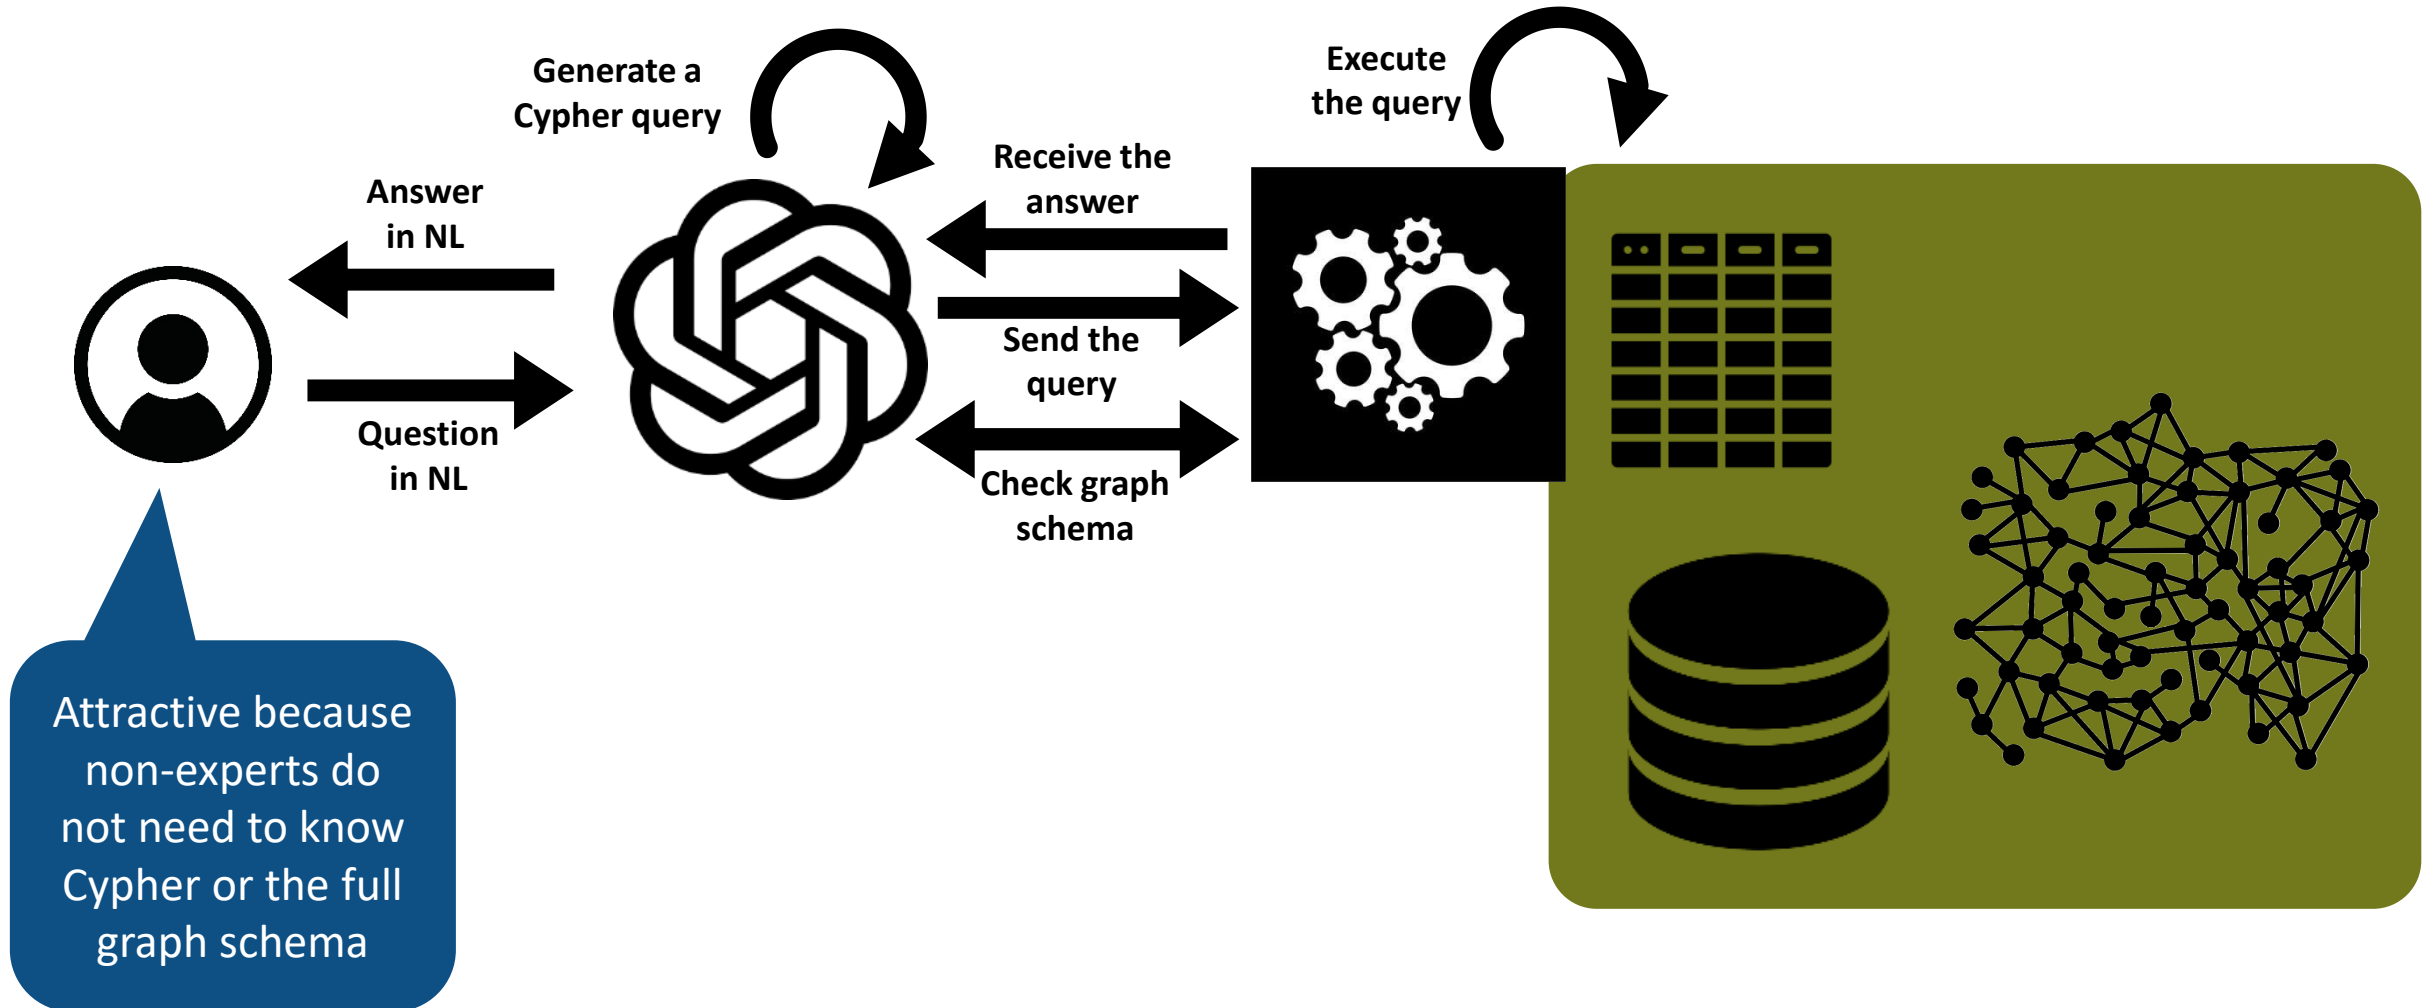 Generate a
Cypher query
Execute
the query
Receive the
answer
Answer
in NL
Send the
query
Question
in NL
Check graph
schema
Attractive because
non-experts do
not need to know
Cypher or the full
graph schema